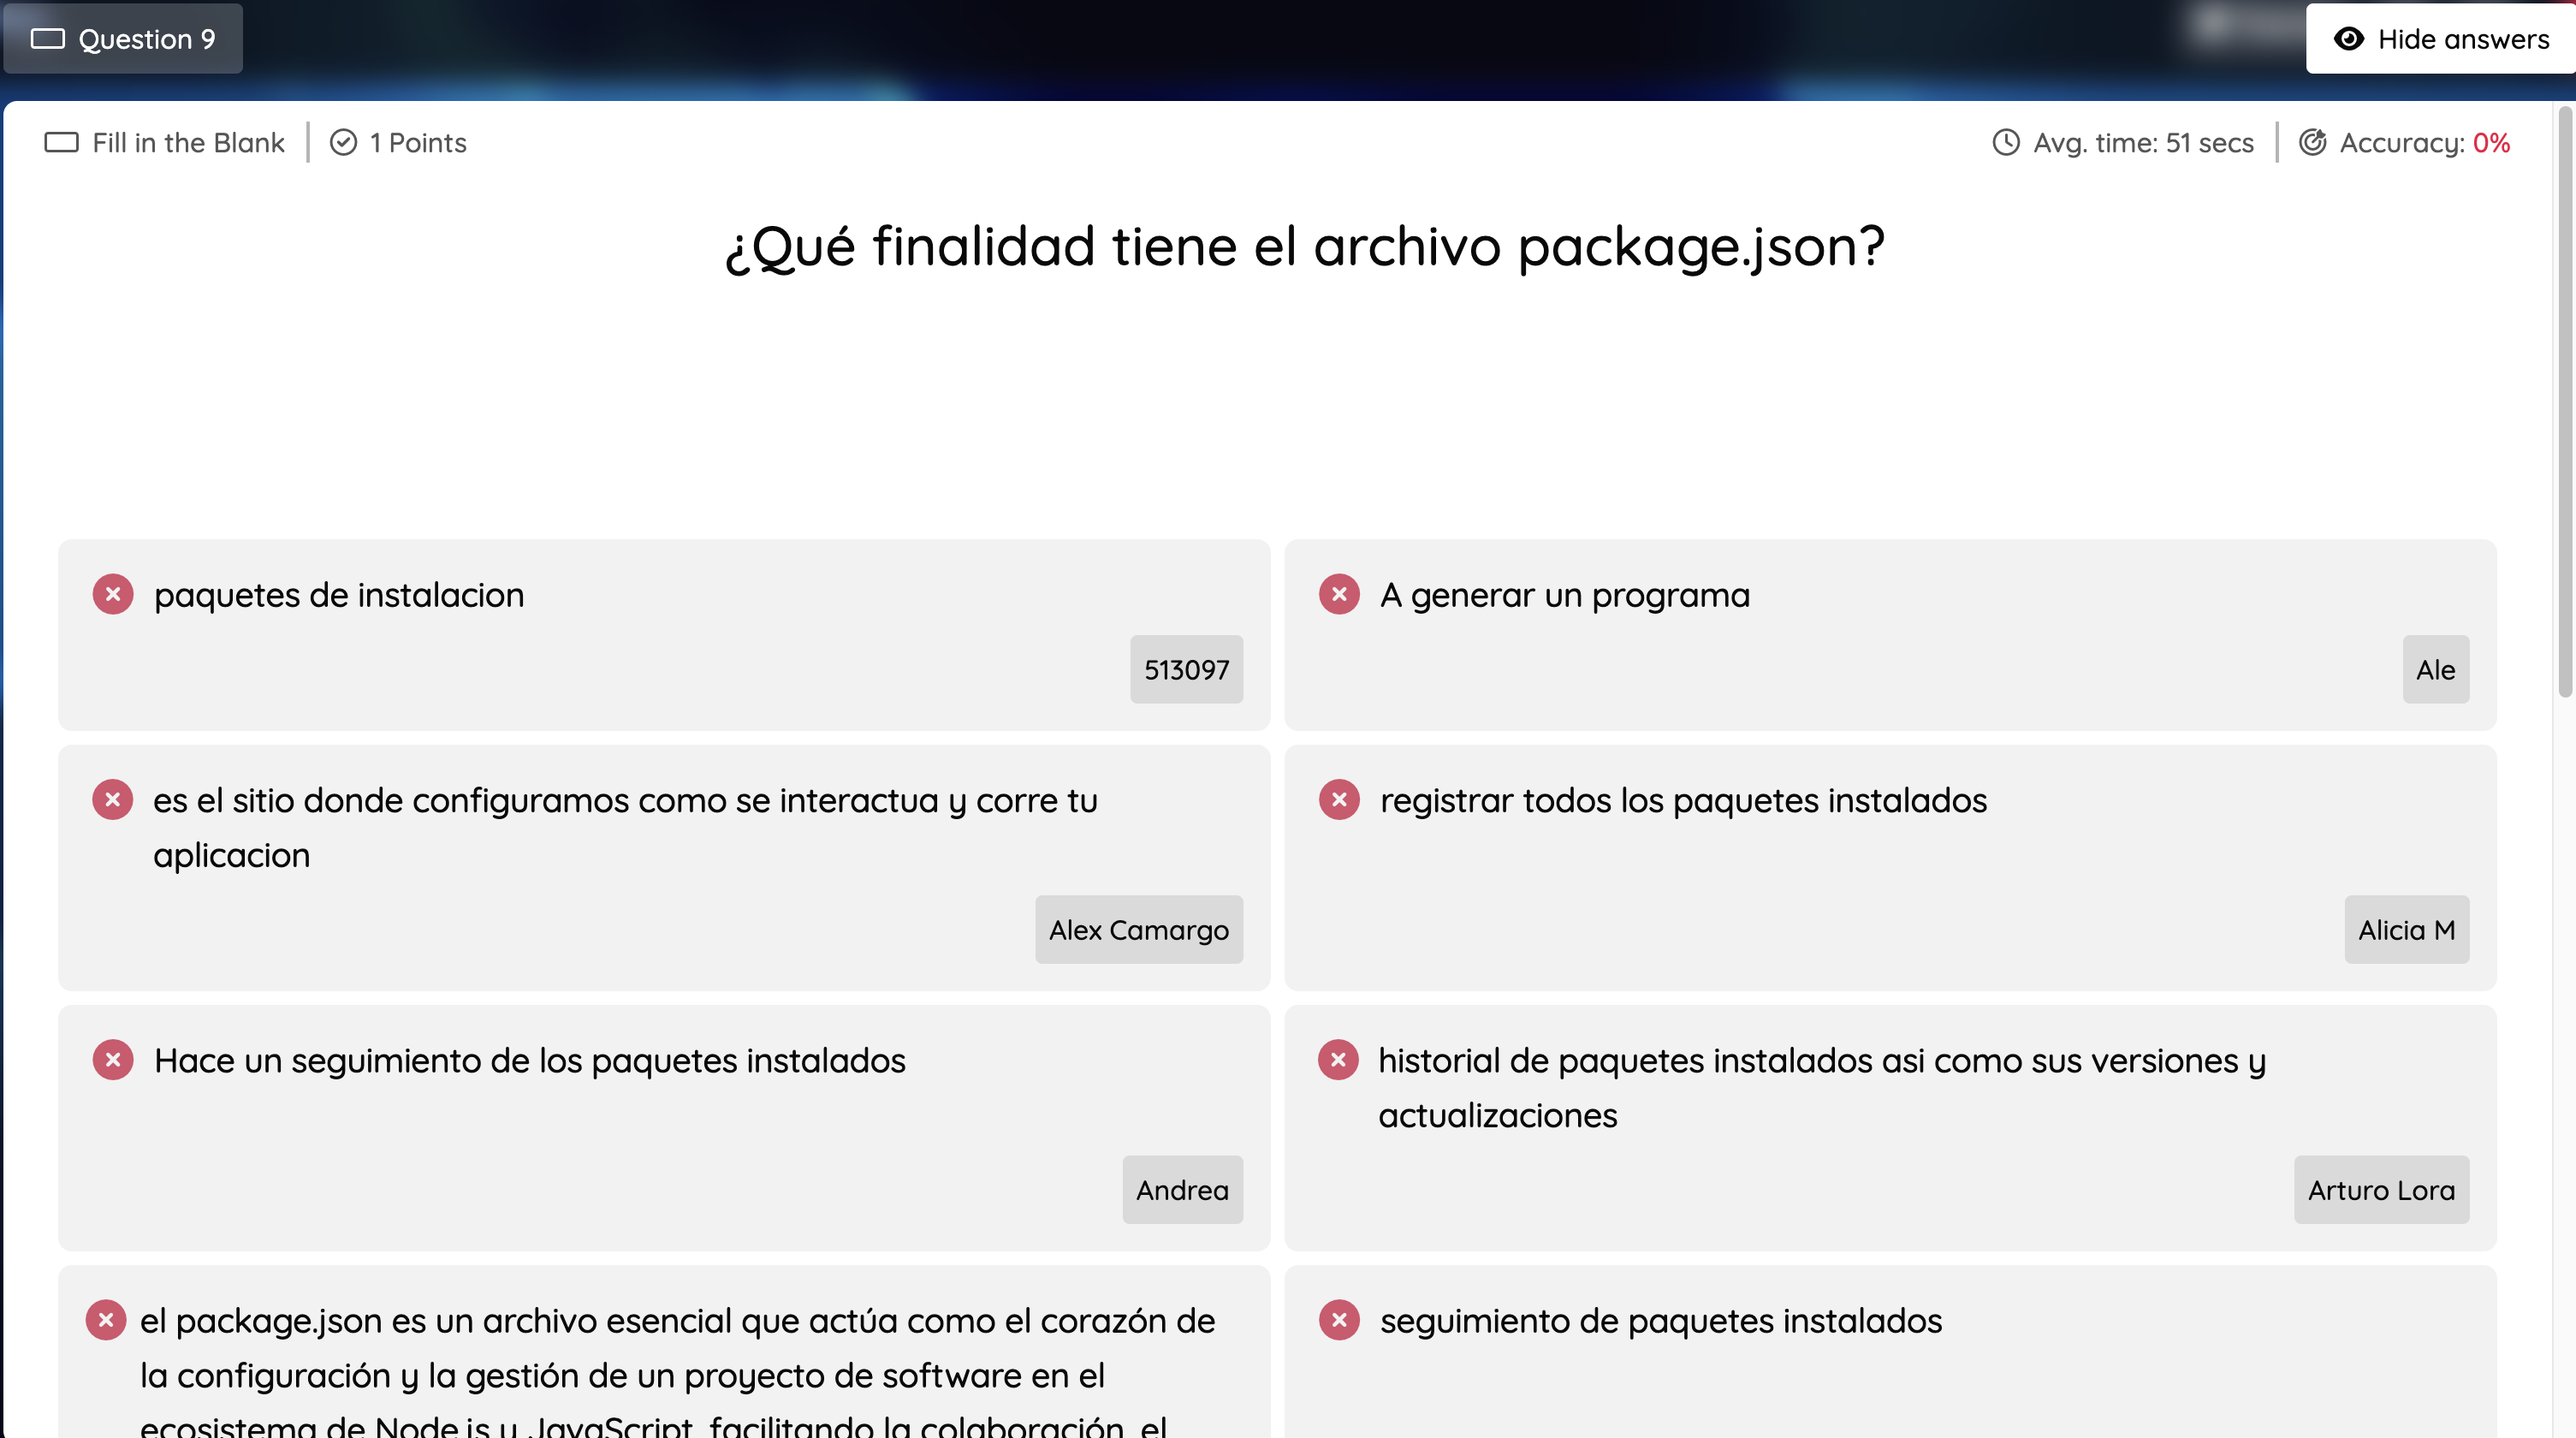 Question 9
Hide answers
Fill in the Blank
1 Points
Avg. time: 51 secs
Accuracy: 0%
¿Qué finalidad tiene el archivo package.json?
paquetes de instalacion
513097
A generar un programa
Ale
es el sitio donde configuramos como se interactua y corre tu
aplicacion
Alex Camargo
registrar todos los paquetes instalados
Alicia M
Hace un seguimiento de los paquetes instalados
Andrea
historial de paquetes instalados asi como sus versiones y
actualizaciones
Arturo Lora
el package.json es un archivo esencial que actúa como el corazón de
la configuración y la gestión de un proyecto de software en el
ecosistema de Node.js y JavaScript, facilitando la colaboración, el
seguimiento de paquetes instalados